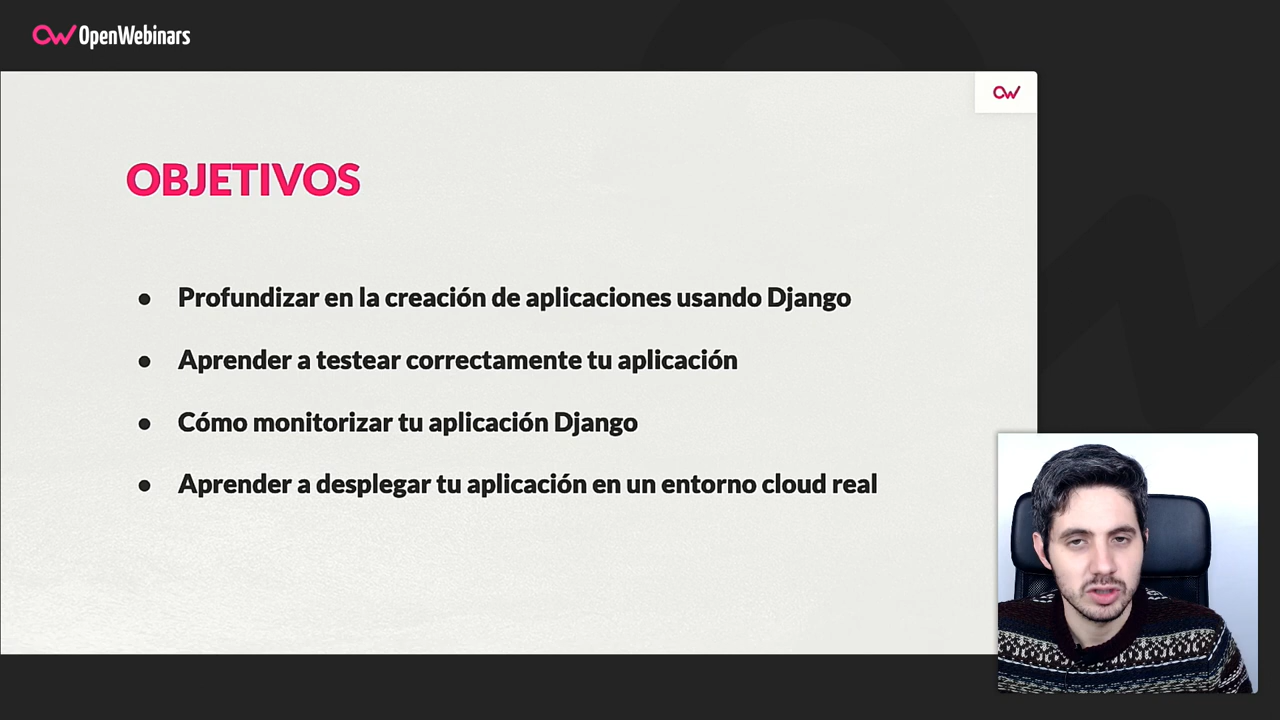 OpenWebinars
OBJETIVOS
● Profundizar en la creación de aplicaciones usando Django
● Aprender a testear correctamente tu aplicación
● Cómo monitorizar tu aplicación Django
● Aprender a desplegar tu aplicación en un entorno cloud real